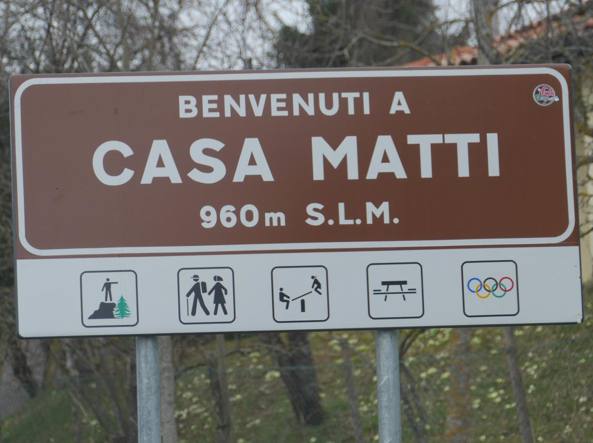 BENVENUTI A
CASA MATTI
960m S.L.M.